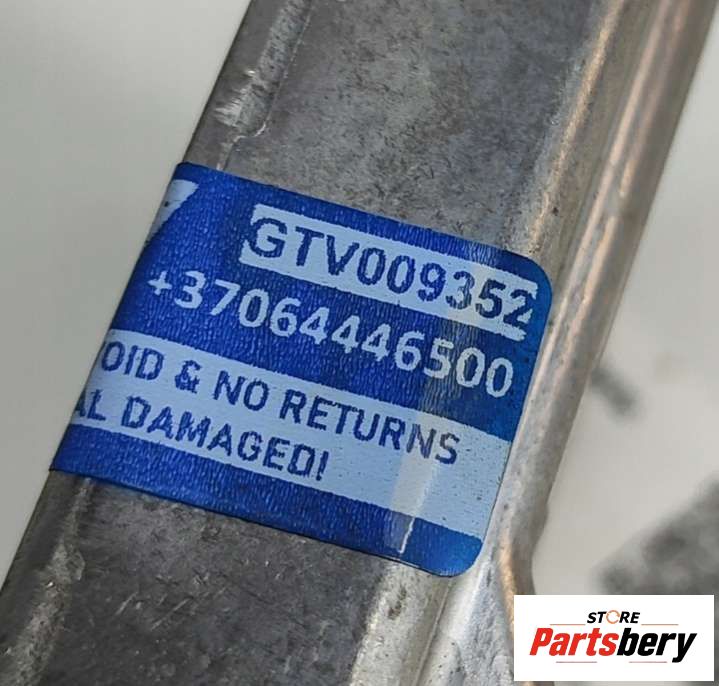 GTV009352
+37064446500
OID & NO RETURNS
AL DAMAGED!
STORE
Partsbery